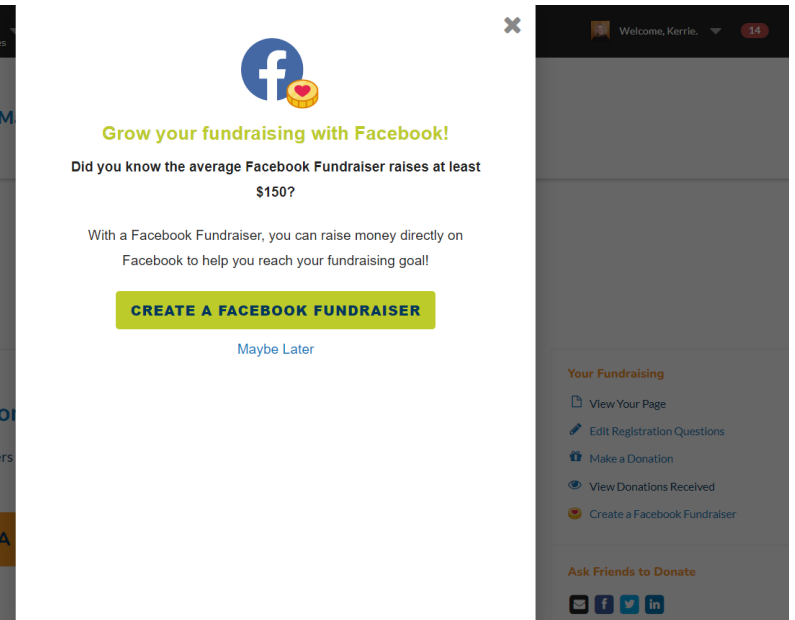 es
Welcome, Kerrie.
14
Grow your fundraising with Facebook!
Did you know the average Facebook Fundraiser raises at least
$150?
With a Facebook Fundraiser, you can raise money directly on
Facebook to help you reach your fundraising goal!
CREATE A FACEBOOK FUNDRAISER
Maybe Later
Your Fundraising
View Your Page
Edit Registration Questions
Make a Donation
View Donations Received
Create a Facebook Fundraiser
Ask Friends to Donate